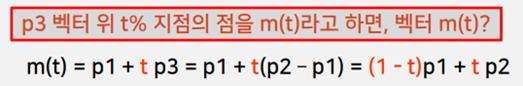 p3 벡터 위 t% 지점의 점을 m(t)라고 하면, 벡터 m(t)?
m(t) = p1 + t p3 = p1 + t(p2 – p1) = (1 - t)p1 + t p2